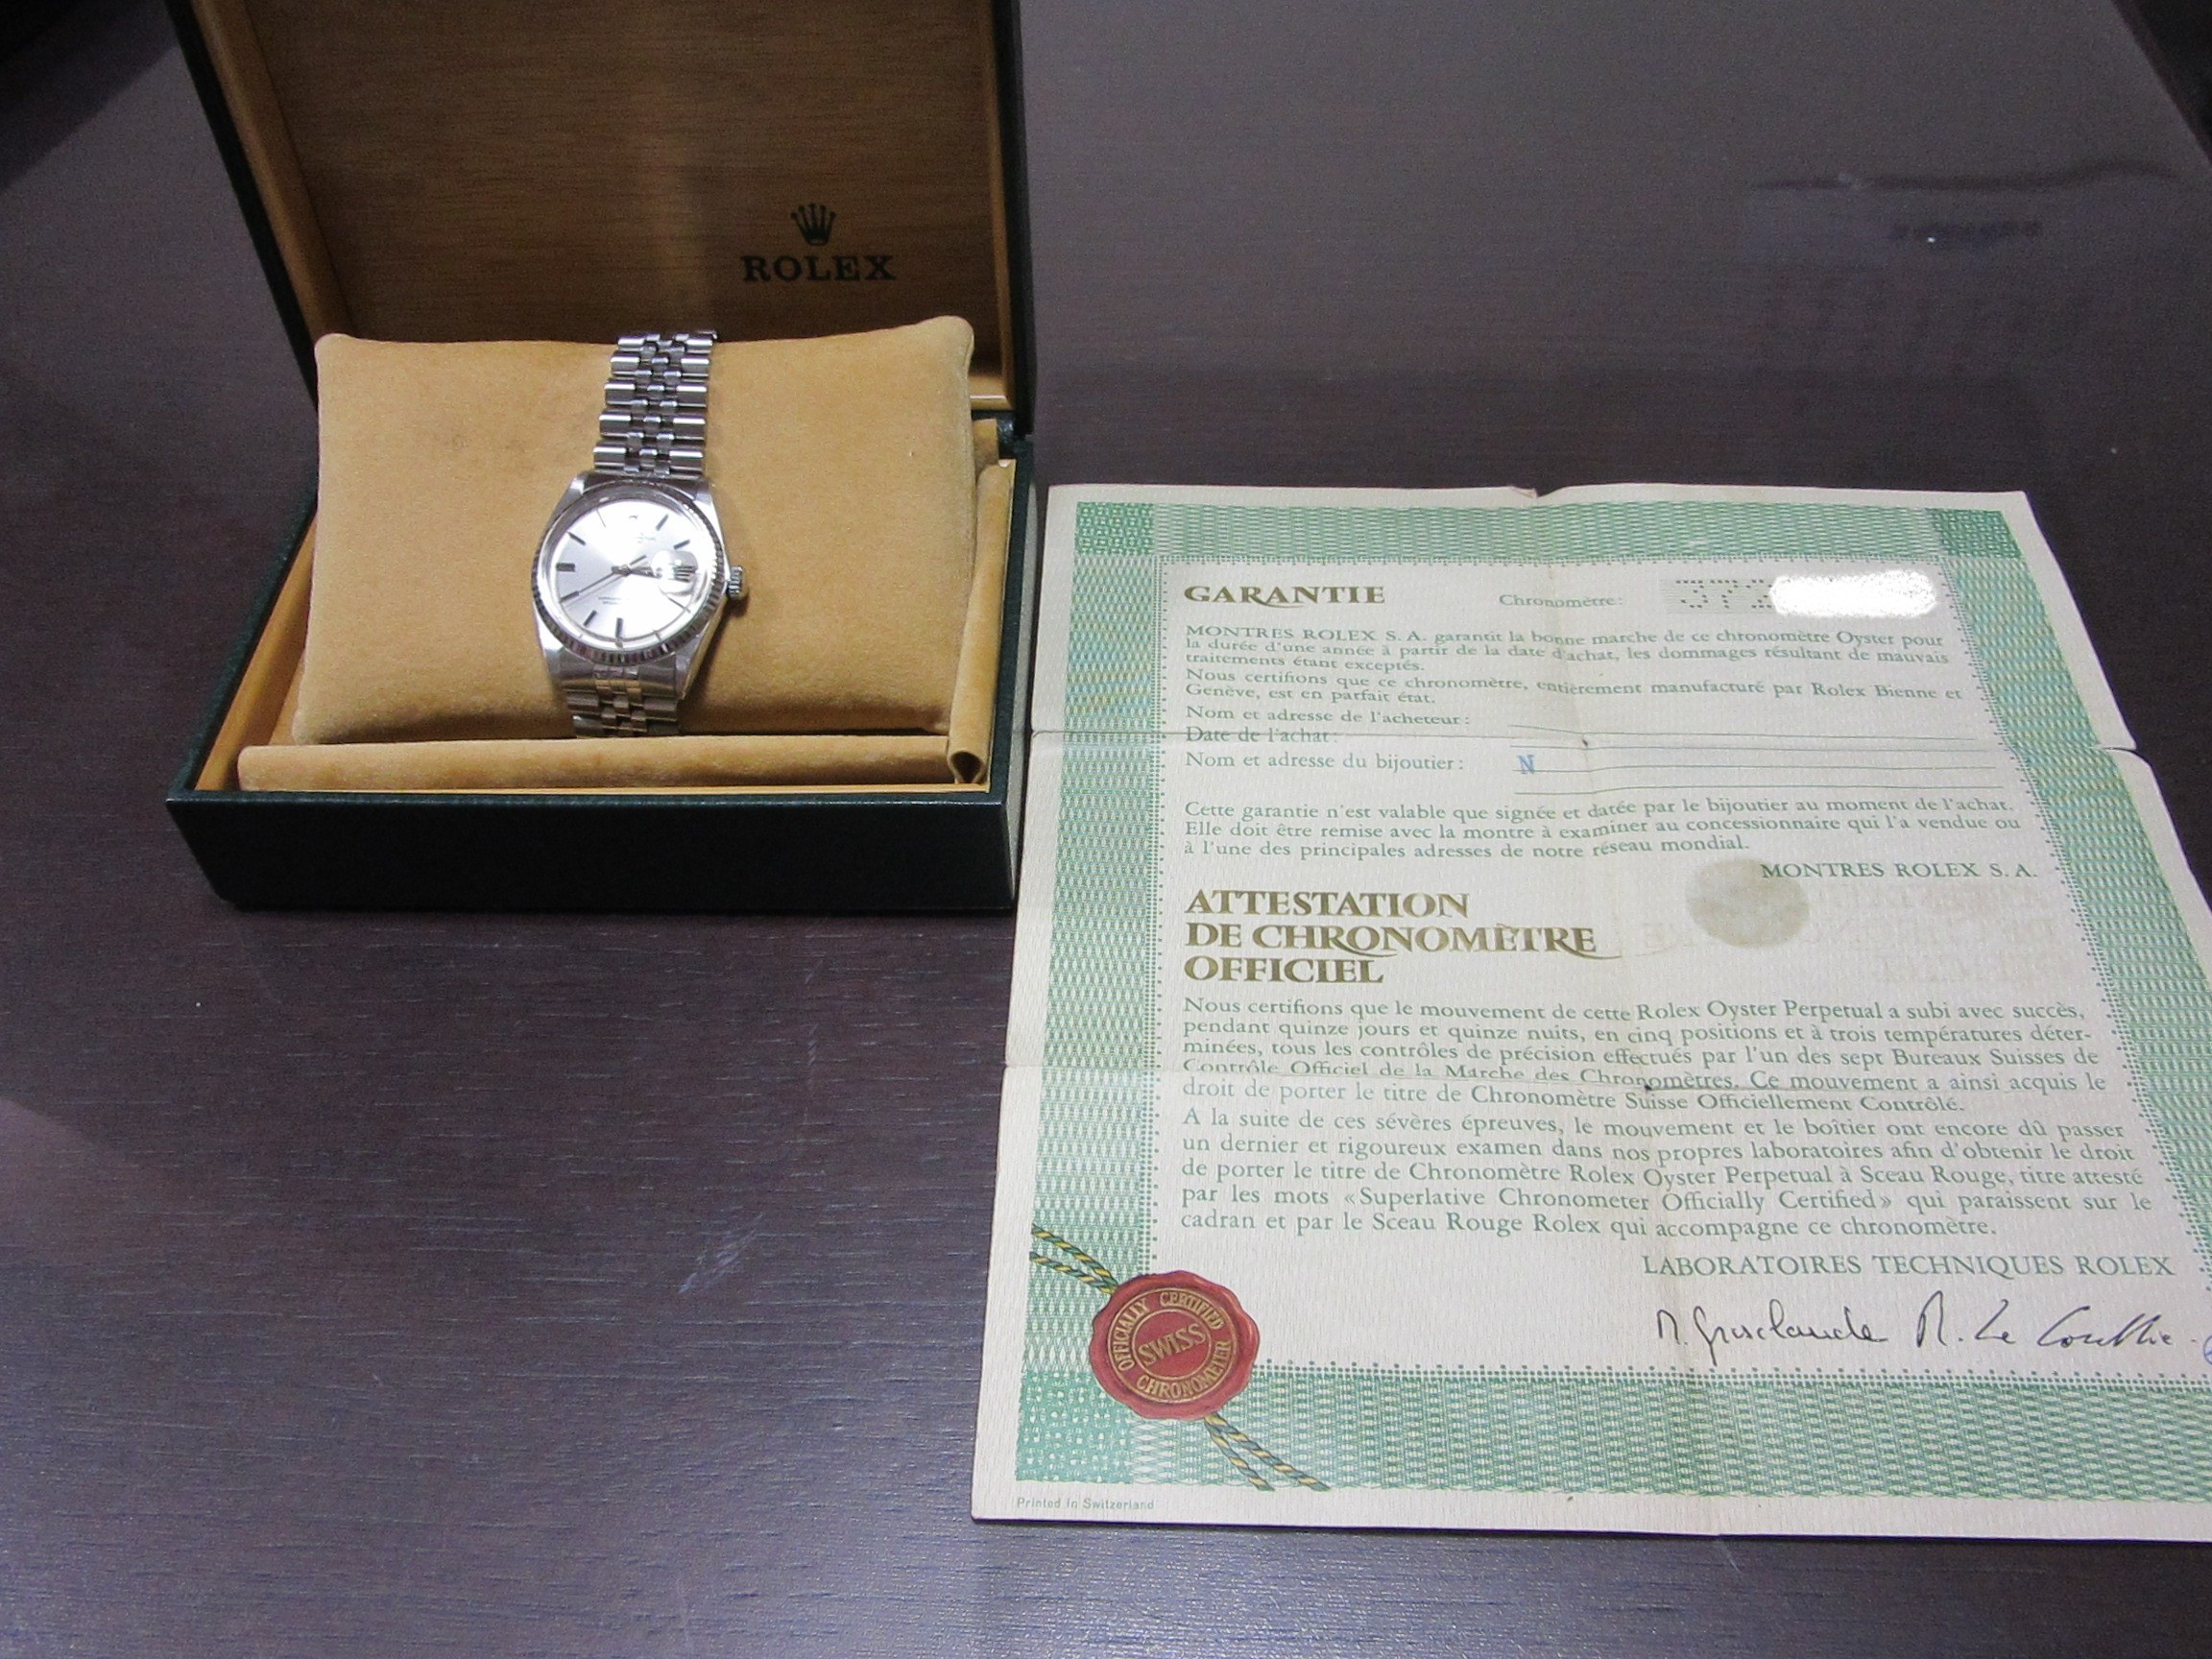 ROLEX
GARANTIE
Chronomètre: 372
MONTRES ROLEX S. A. garantit la bonne marche de ce chronomètre Oyster pour
la durée d'une année à partir de la date d'achat, les dommages résultant de mauvais
traitements étant exceptés.
Nous certifions que ce chronomètre, entièrement manufacturé par Rolex Bienne et
Genève, est en parfait état.
Nom et adresse de l'acheteur :
Date de l'achat :
Nom et adresse du bijoutier : N
Cette garantie n'est valable que signée et datée par le bijoutier au moment de l'achat.
Elle doit être remise avec la montre à examiner au concessionnaire qui l'a vendue ou
à l'une des principales adresses de notre réseau mondial.
MONTRES ROLEX S. A.
ATTESTATION
DE CHRONOMÈTRE
OFFICIEL
Nous certifions que le mouvement de cette Rolex Oyster Perpetual a subi avec succès,
pendant quinze jours et quinze nuits, en cinq positions et à trois températures déter-
minées, tous les contrôles de précision effectués par l'un des sept Bureaux Suisses de
Contrôle Officiel de la Marche des Chronomètres. Ce mouvement a ainsi acquis le
droit de porter le titre de Chronomètre Suisse Officiellement Contrôlé.
A la suite de ces sévères épreuves, le mouvement et le boîtier ont encore dû passer
un dernier et rigoureux examen dans nos propres laboratoires afin d'obtenir le droit
de porter le titre de Chronomètre Rolex Oyster Perpetual à Sceau Rouge, titre attesté
par les mots «Superlative Chronometer Officially Certified» qui paraissent sur le
cadran et par le Sceau Rouge Rolex qui accompagne ce chronomètre.
LABORATOIRES TECHNIQUES ROLEX
OFFICIALLY CERTIFIED
SWISS
CHRONOMETER
Printed in Switzerland